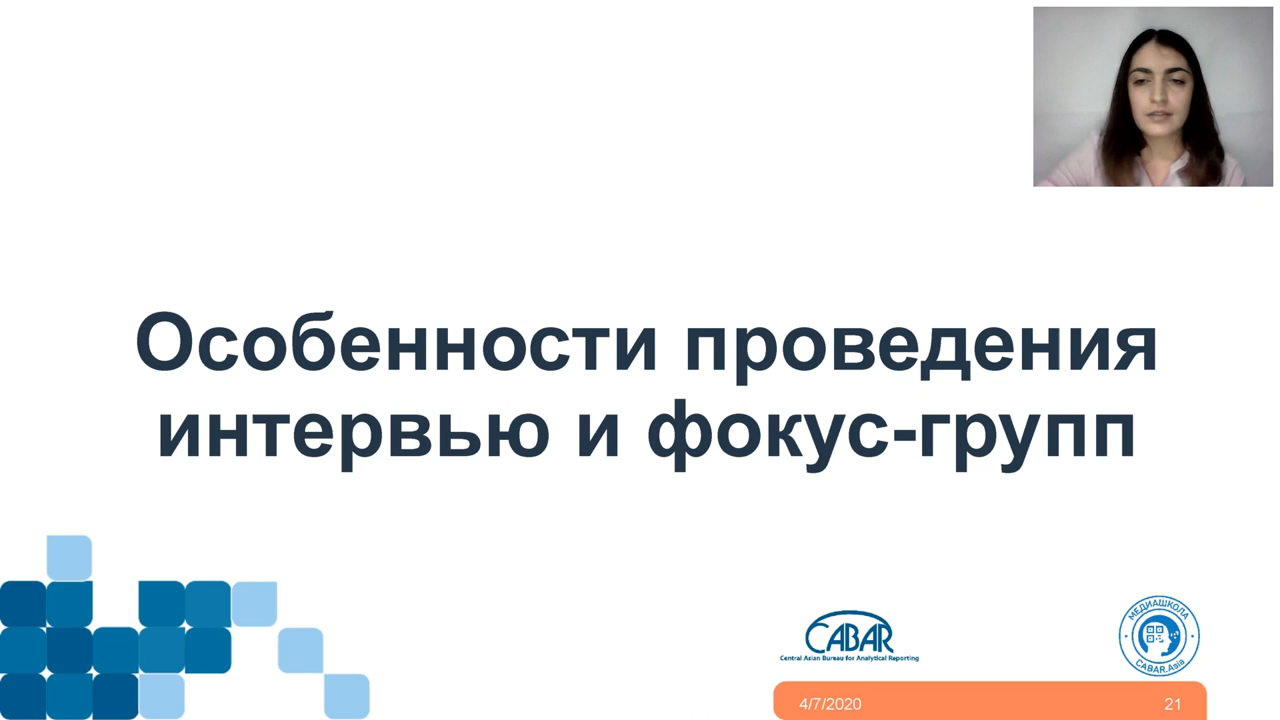 Особенности проведения
интервью и фокус-групп
CABAR
Central Asian Bureau for Analytical Reporting
МЕДИАШКОЛА
CABAR.Asia
4/7/2020
21